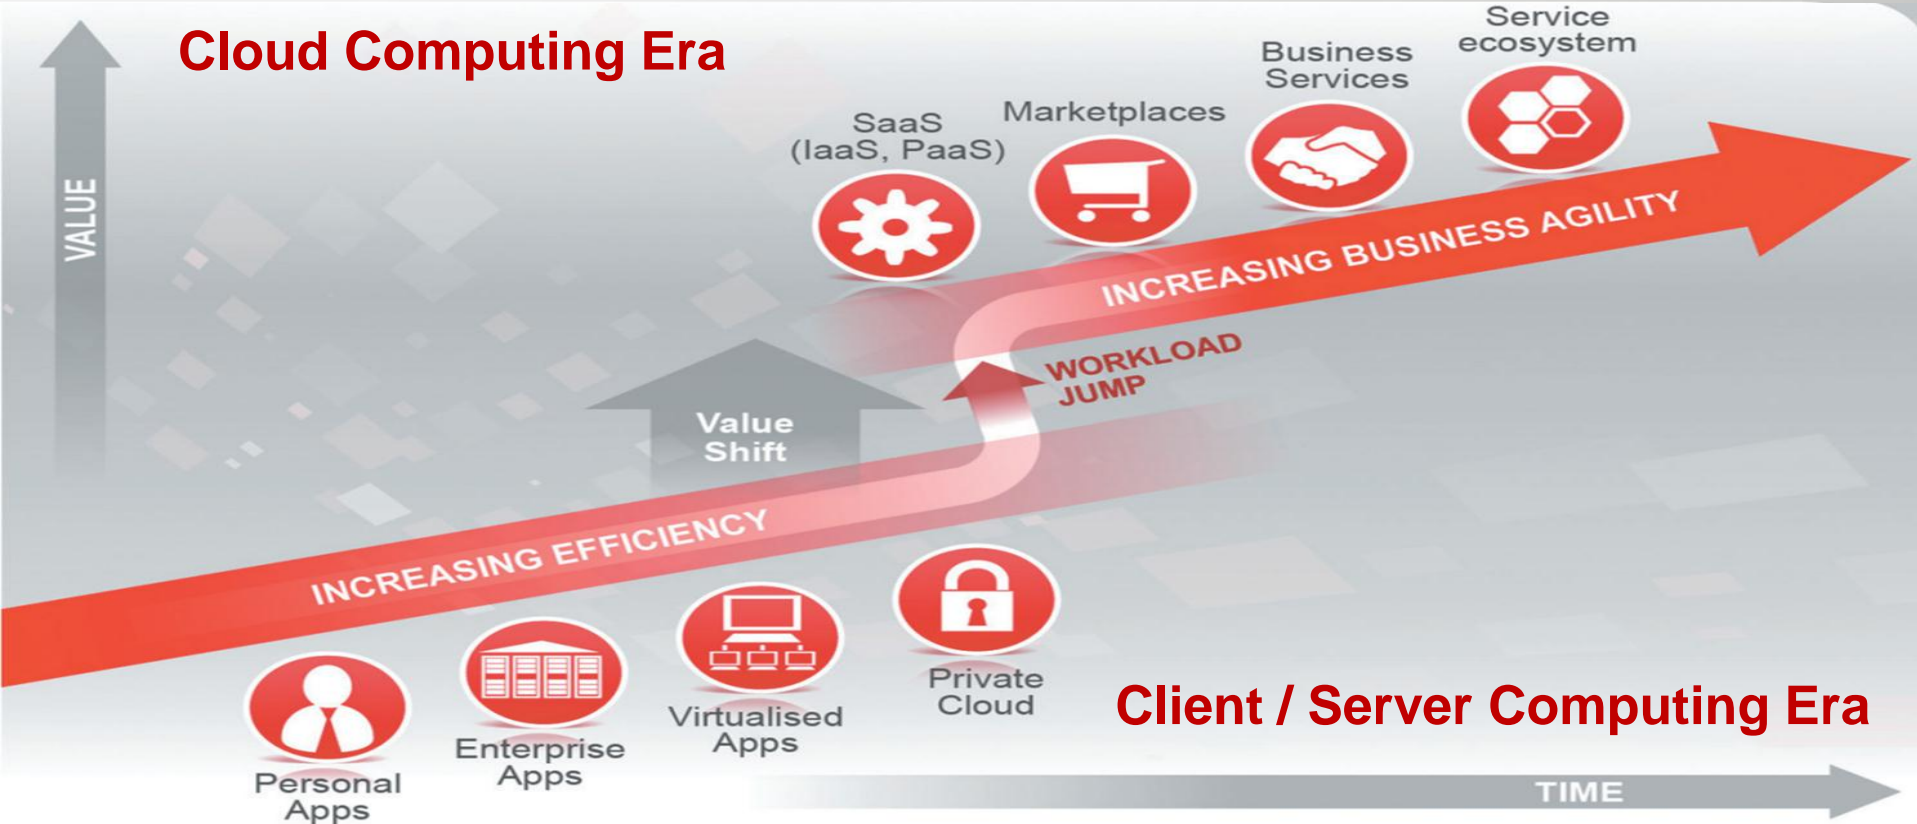 Cloud Computing Era
VALUE
SaaS
(IaaS, PaaS)
Marketplaces
Business
Services
Service
ecosystem
INCREASING BUSINESS AGILITY
WORKLOAD
JUMP
Value
Shift
INCREASING EFFICIENCY
Personal
Apps
Enterprise
Apps
Virtualised
Apps
Private
Cloud
Client / Server Computing Era
TIME